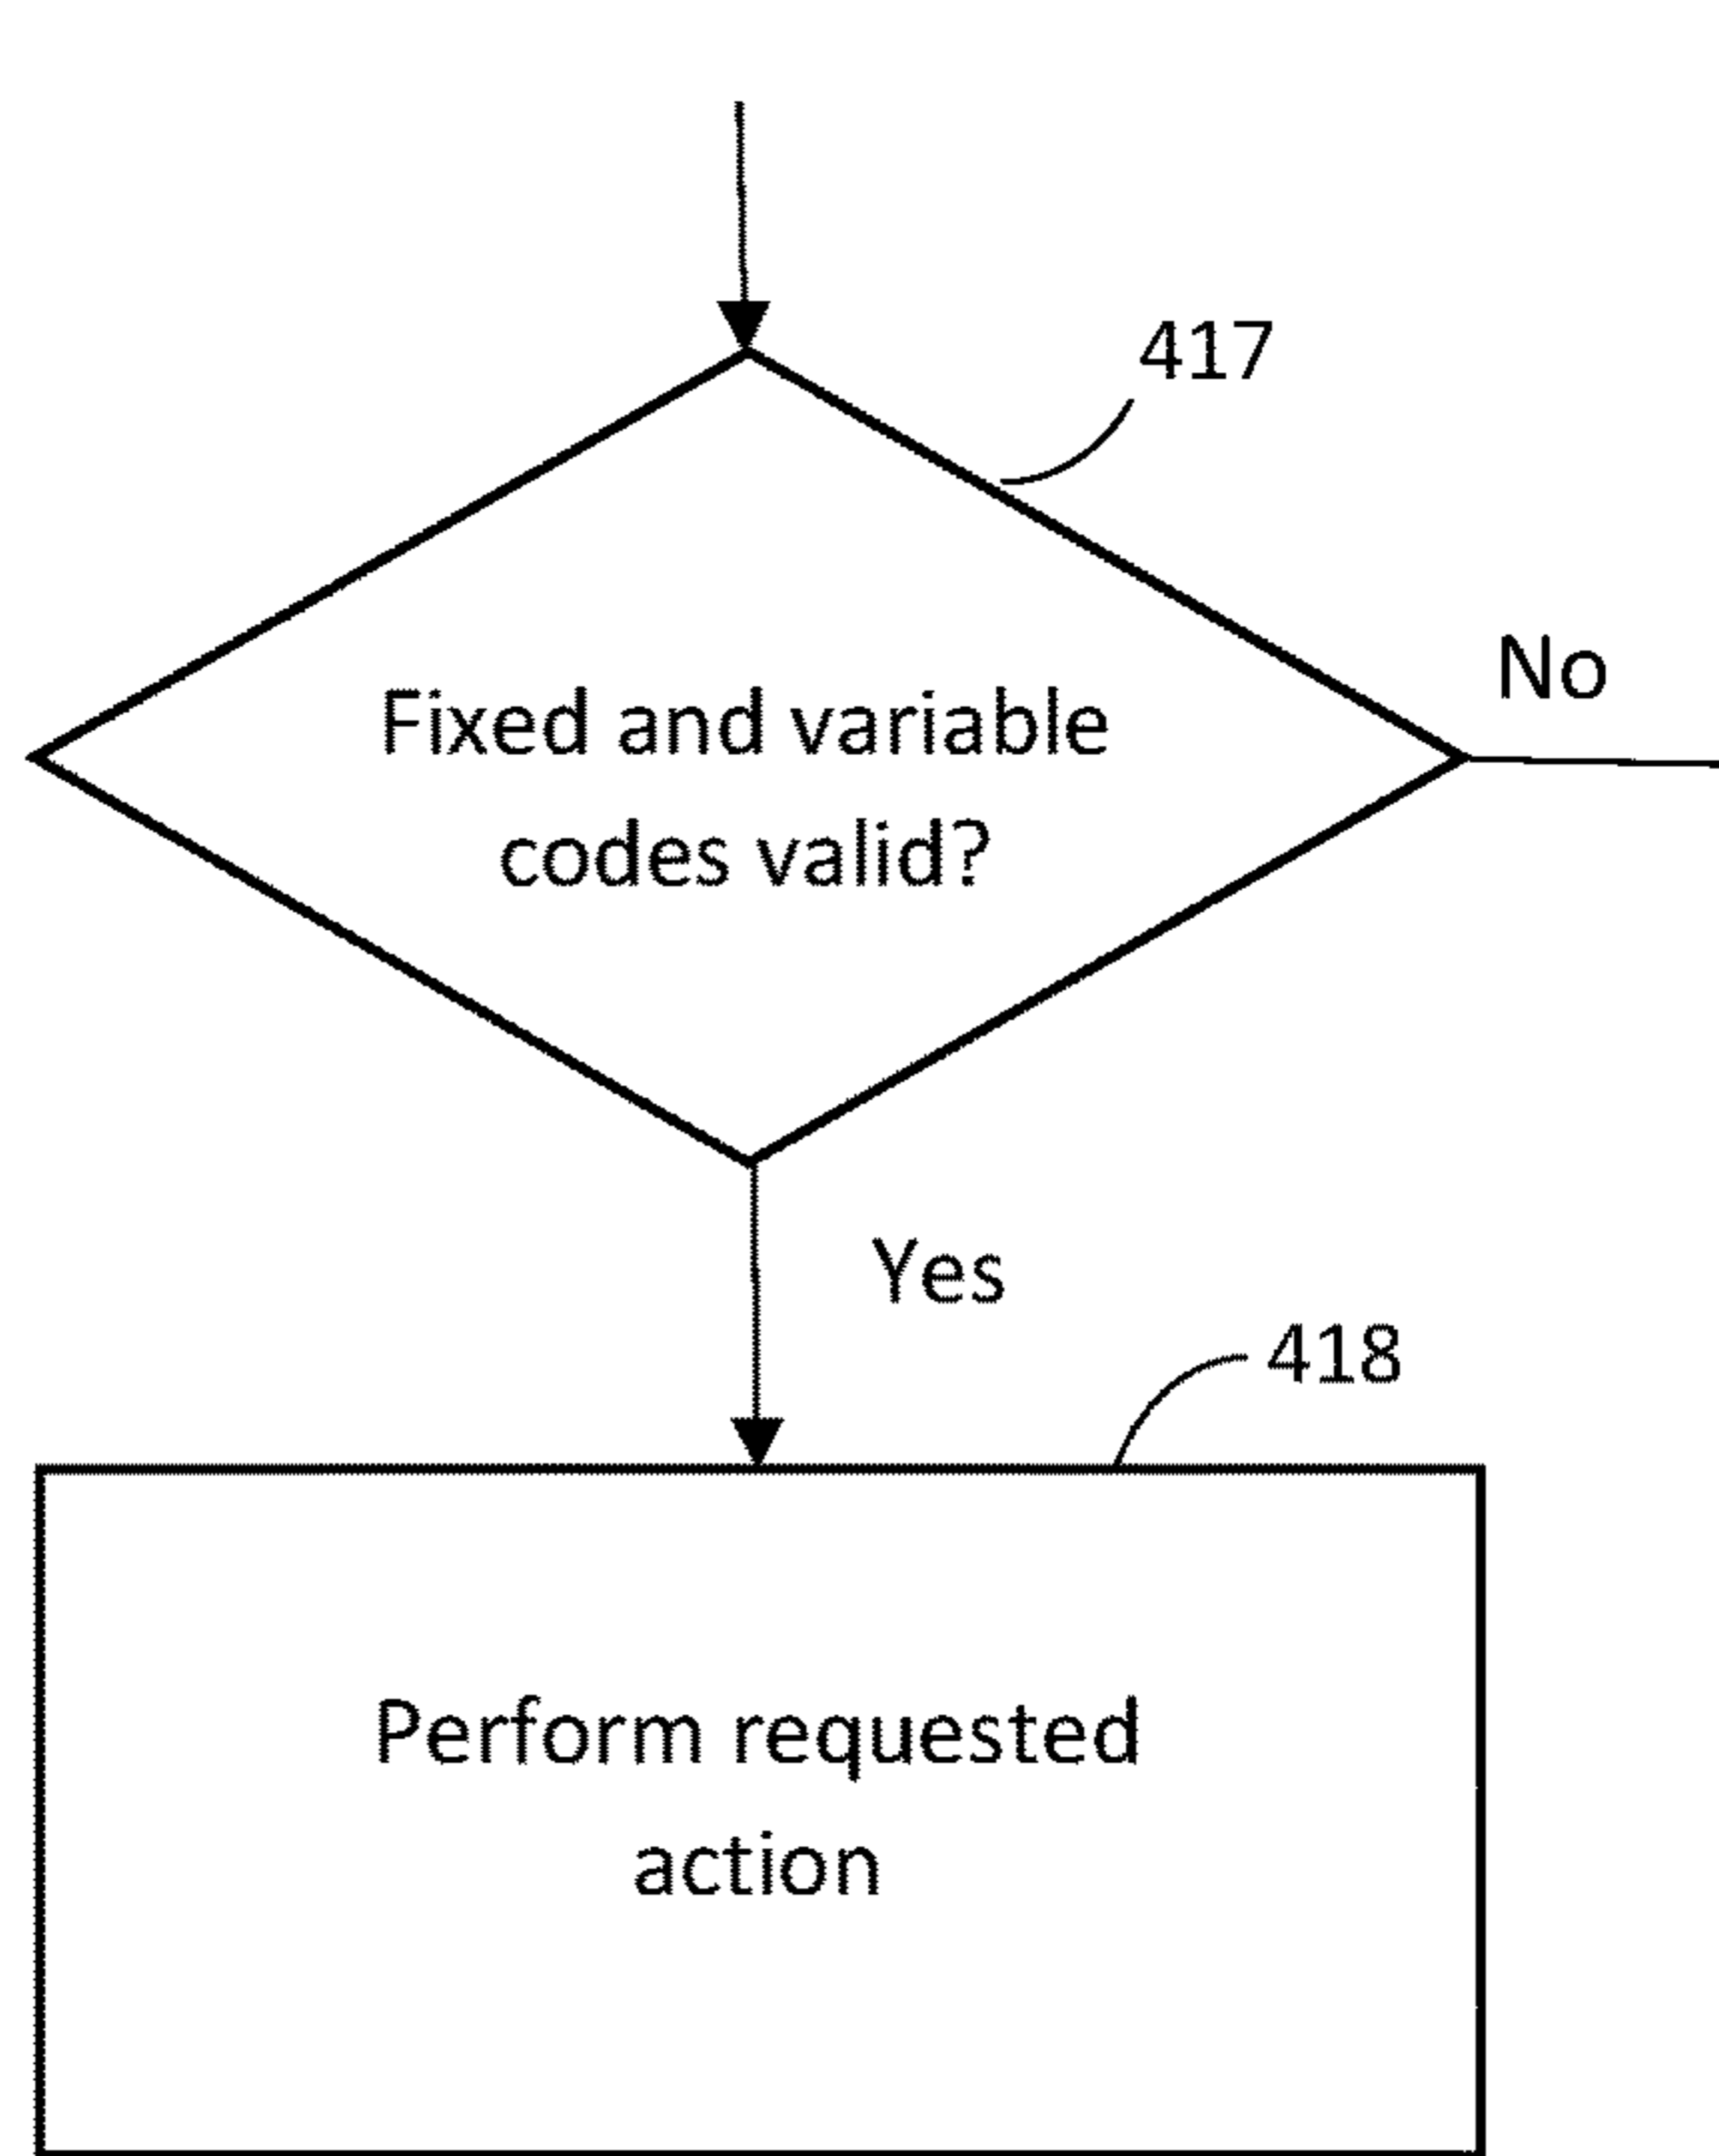 417
No
Fixed and variable
codes valid?
Yes
418
Perform requested
action